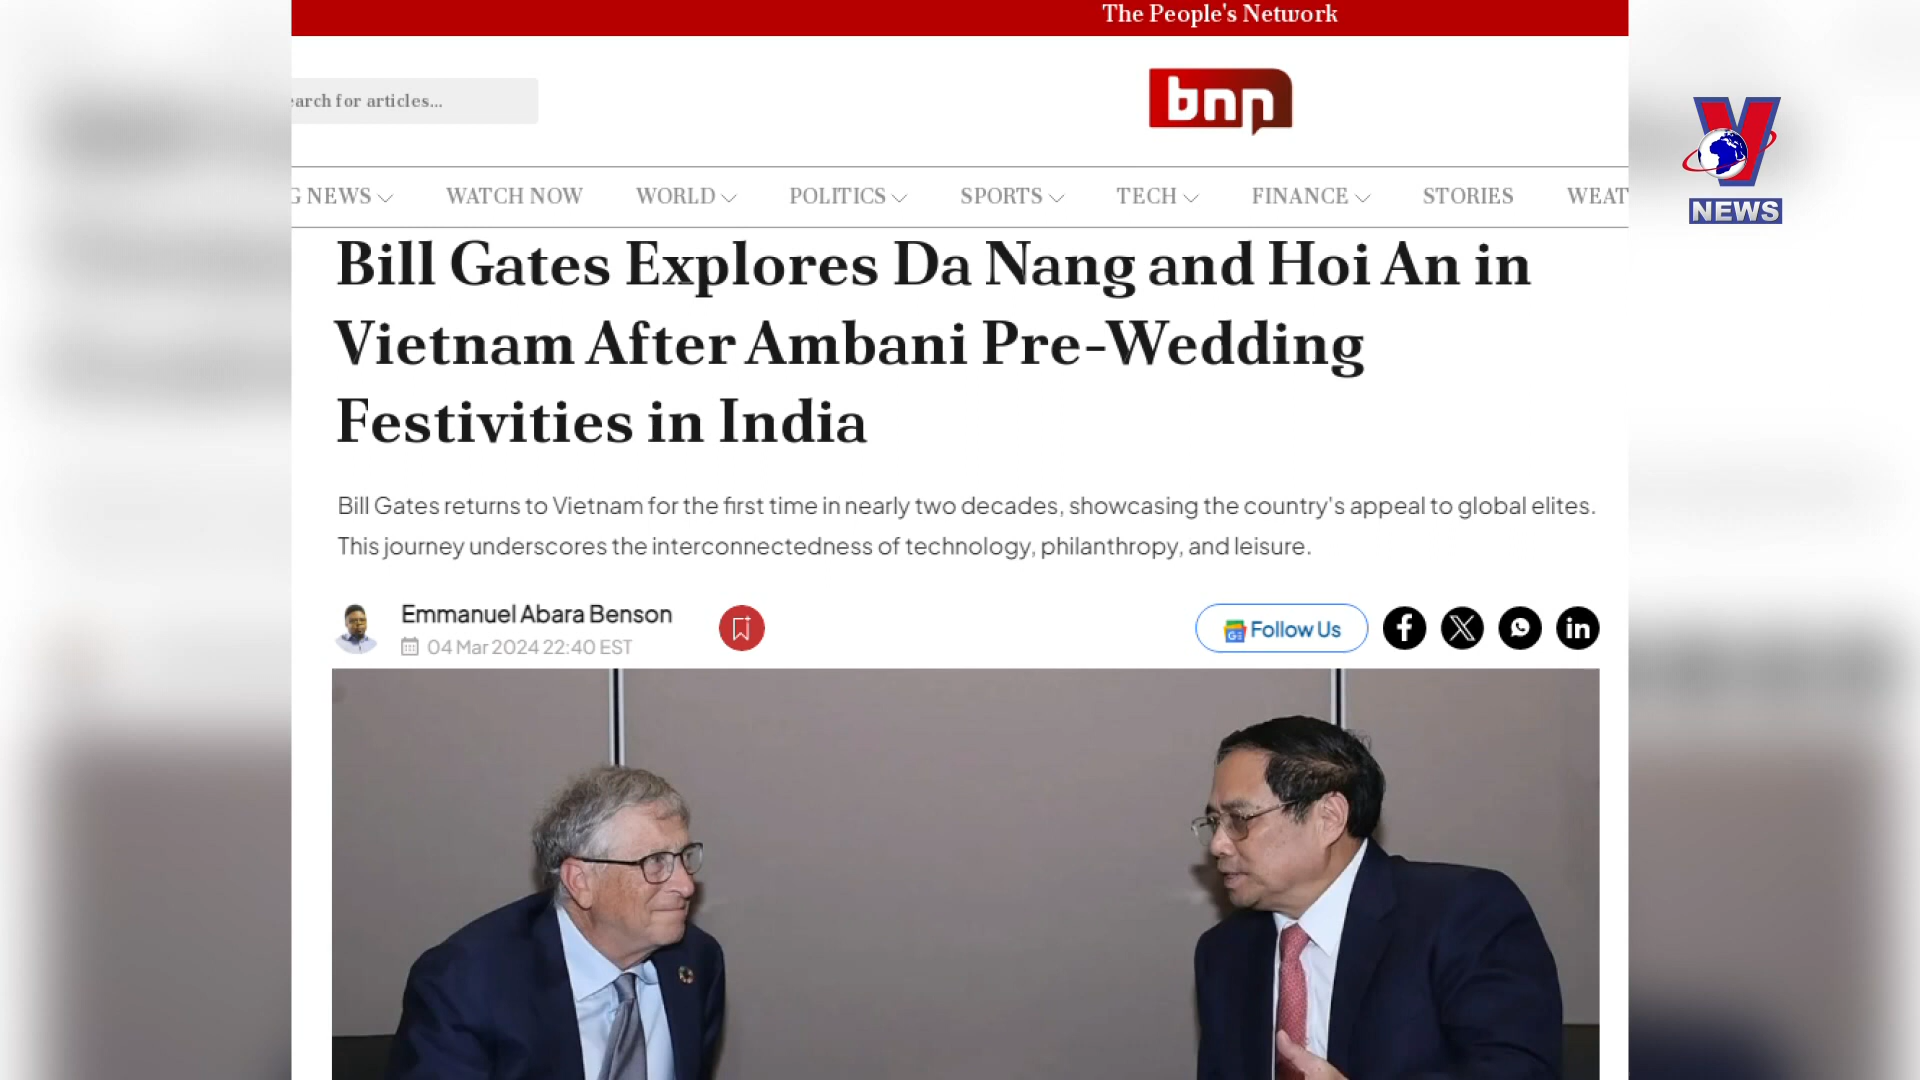 The People's Network
earch for articles...
bnn
NEWS
G NEWS WATCH NOW WORLD POLITICS SPORTS TECH FINANCE STORIES WEAT
Bill Gates Explores Da Nang and Hoi An in
Vietnam After Ambani Pre-Wedding
Festivities in India
Bill Gates returns to Vietnam for the first time in nearly two decades, showcasing the country's appeal to global elites.
This journey underscores the interconnectedness of technology, philanthropy, and leisure.
Emmanuel Abara Benson
04 Mar 2024 22:40 EST
Follow Us